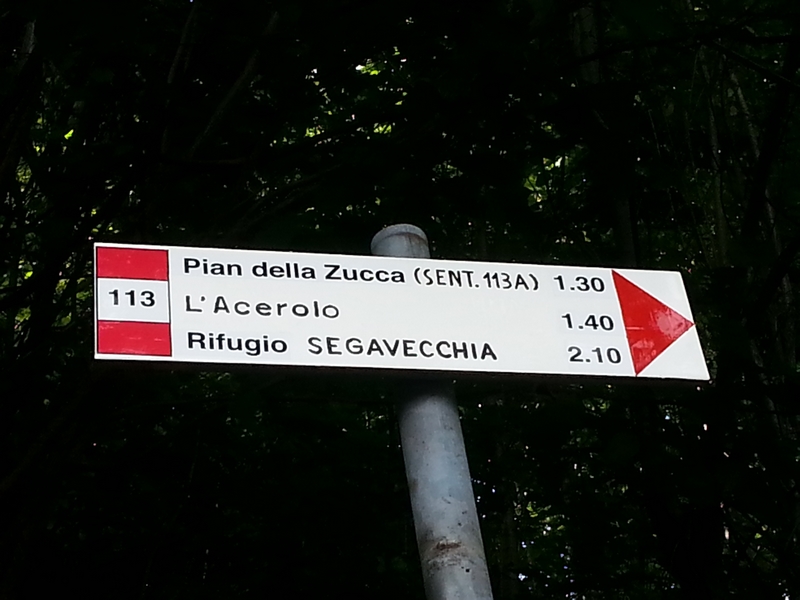 113
Pian della Zucca (SENT. 113A) 1.30
L'Acerolo 1.40
Rifugio SEGAVECCHIA 2.10